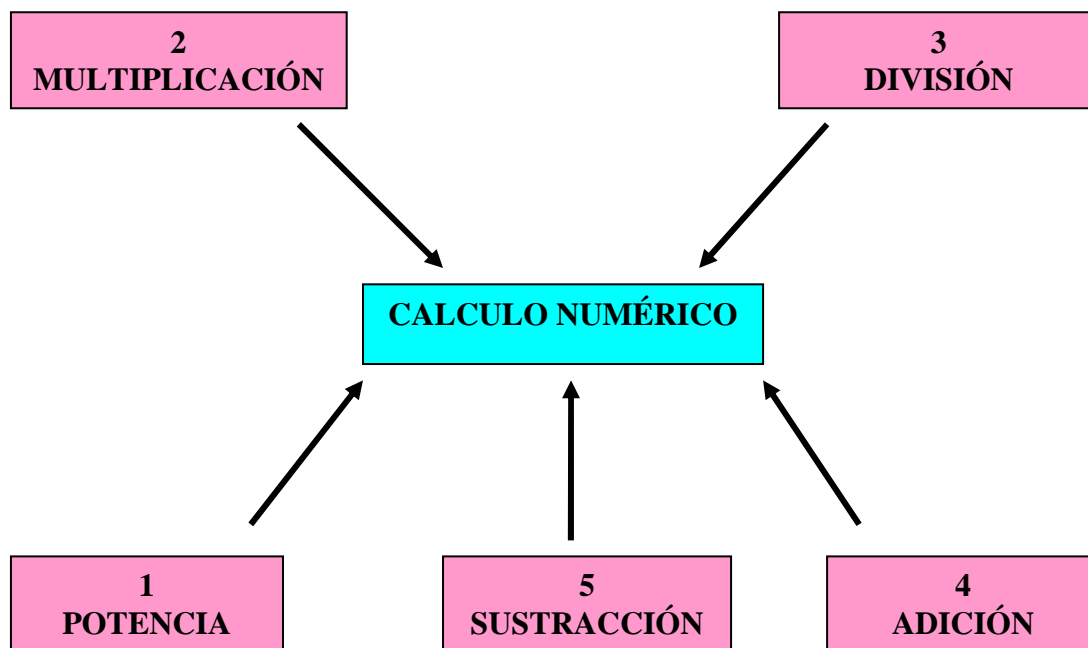 2
MULTIPLICACIÓN
3
DIVISIÓN
CALCULO NUMÉRICO
1
POTENCIA
5
SUSTRACCIÓN
4
ADICIÓN